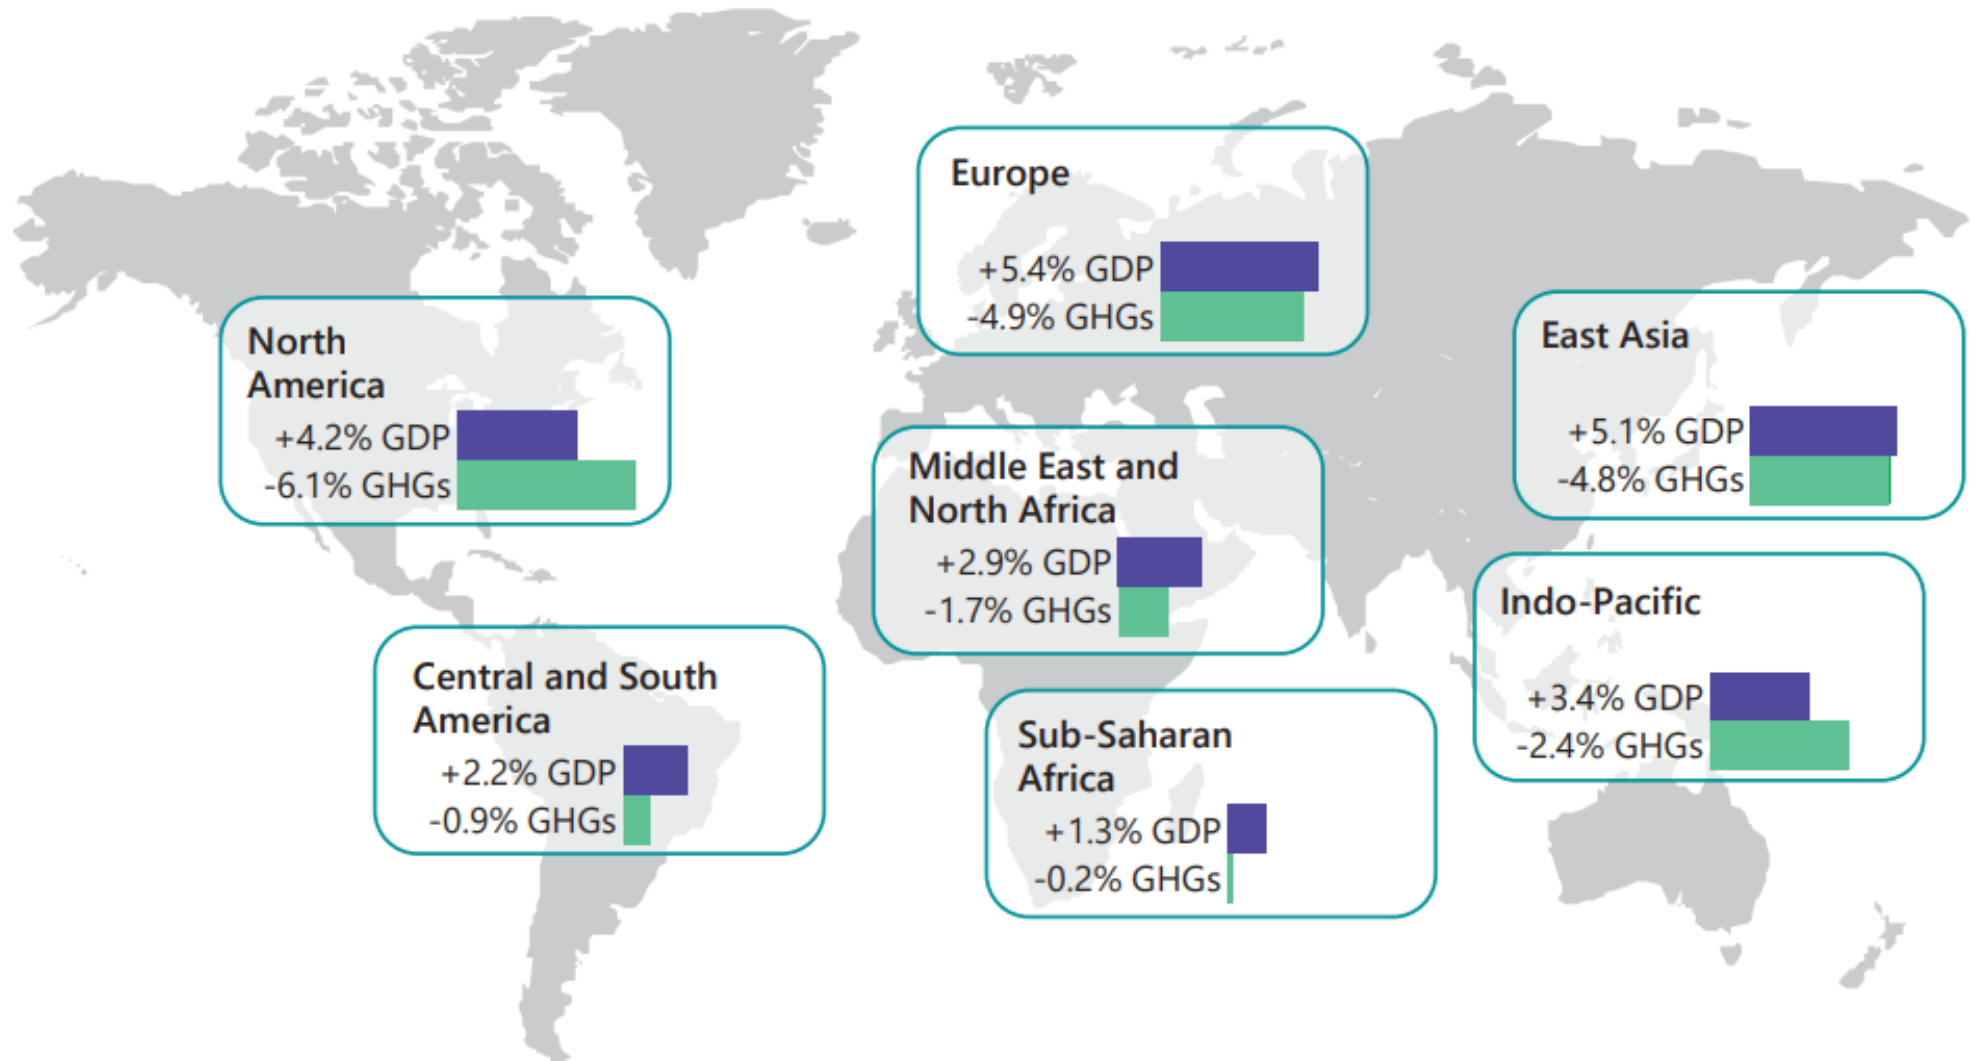 Europe
+5.4% GDP
-4.9% GHGs
North
America
+4.2% GDP
-6.1% GHGs
East Asia
+5.1% GDP
-4.8% GHGs
Middle East and
North Africa
+2.9% GDP
-1.7% GHGs
Indo-Pacific
+3.4% GDP
-2.4% GHGs
Central and South
America
+2.2% GDP
-0.9% GHGs
Sub-Saharan
Africa
+1.3% GDP
-0.2% GHGs